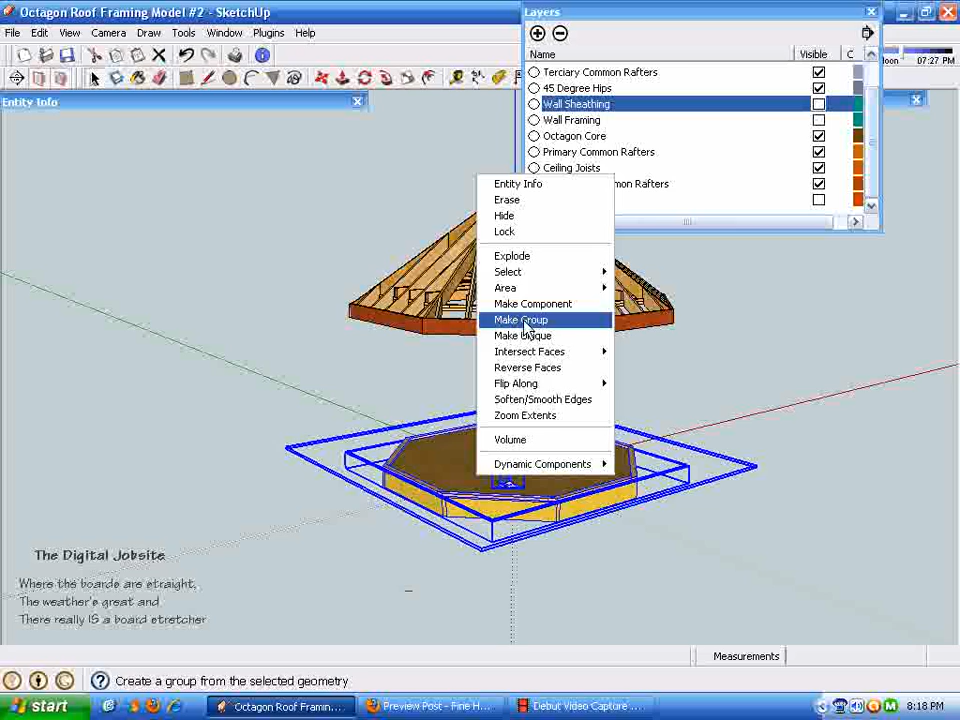 Octagon Roof Framing Model #2 - SketchUp
File Edit View Camera Draw Tools Window Plugins Help
Layers
Name Visible C
Terciary Common Rafters
45 Degree Hips
Wall Sheathing
Wall Framing
Octagon Core
Primary Common Rafters
Ceiling Joists
mon Rafters
07:27 PM
Entity Info
Entity Info
Erase
Hide
Lock
Explode
Select
Area
Make Component
Make Group
Make Unique
Intersect Faces
Reverse Faces
Flip Along
Soften/Smooth Edges
Zoom Extents
Volume
Dynamic Components
The Digital Jobsite
Where the boards are straight,
The weather's great and
There really IS a board stretcher
Measurements
Create a group from the selected geometry
start
Octagon Roof Framin...
Preview Post - Fine H...
Debut Video Capture ...
8:18 PM